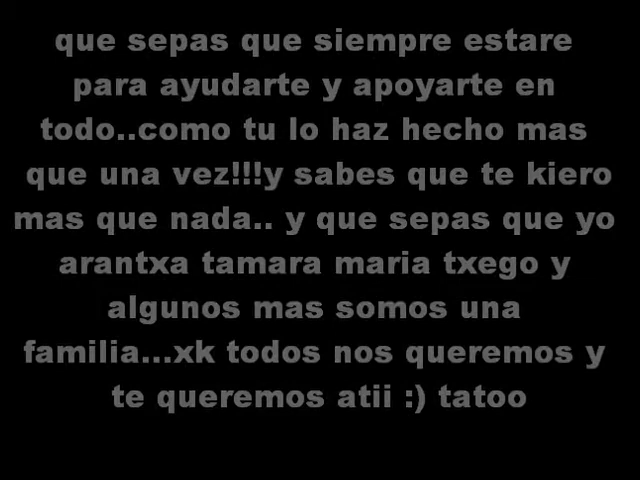 que sepas que siempre estare
para ayudarte y apoyarte en
todo..como tu lo haz hecho mas
que una vez!!!y sabes que te kiero
mas que nada.. y que sepas que yo
arantxa tamara maria txego y
algunos mas somos una
familia...xk todos nos queremos y
te queremos atii :) tatoo